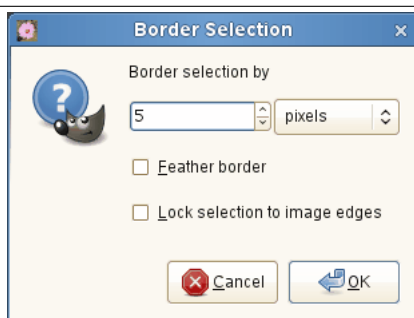 Border Selection
Border selection by
5 pixels
Feather border
Lock selection to image edges
Cancel OK